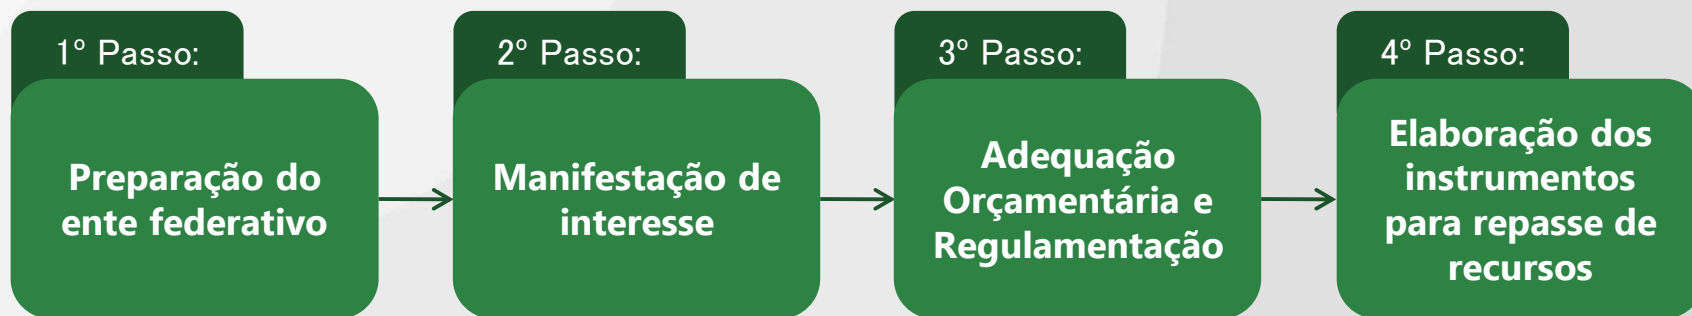 1º Passo:
Preparação do
ente federativo
2º Passo:
Manifestação de
interesse
3º Passo:
Adequação
Orçamentária e
Regulamentação
4º Passo:
Elaboração dos
instrumentos
para repasse de
recursos